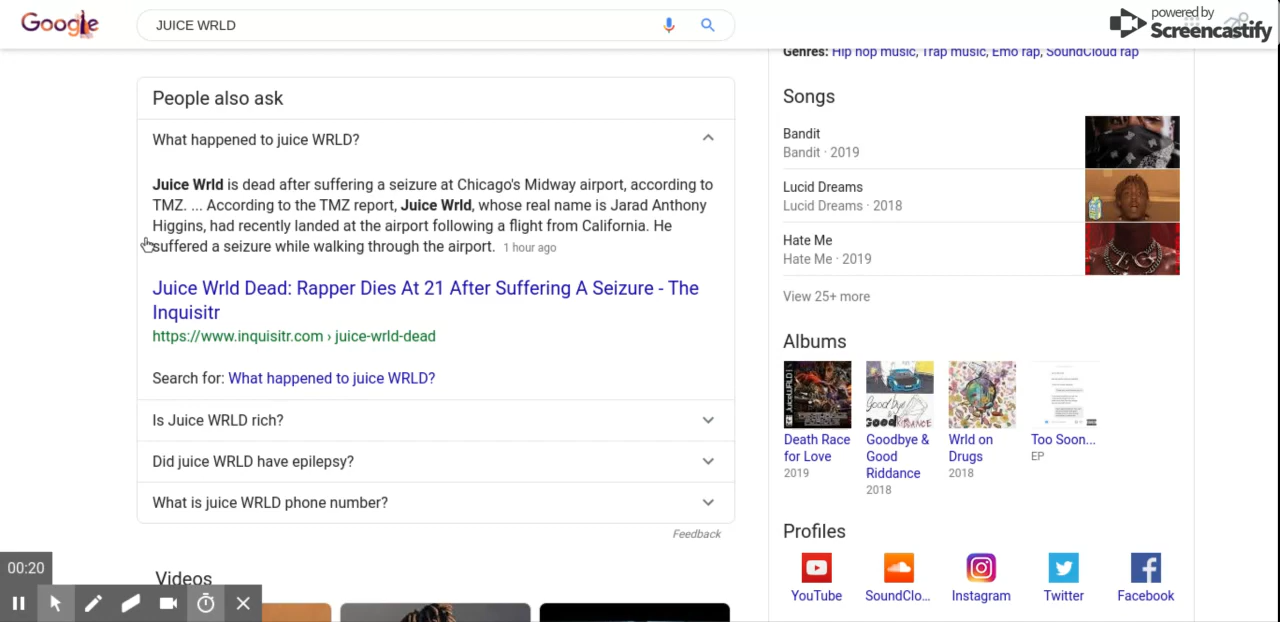 Google
JUICE WRLD
powered by
Screencastify
Genres: Hip hop music, Trap music, Emo rap, SoundCloud rap
People also ask
What happened to juice WRLD?
Juice Wrld is dead after suffering a seizure at Chicago's Midway airport, according to
TMZ. ... According to the TMZ report, Juice Wrld, whose real name is Jarad Anthony
Higgins, had recently landed at the airport following a flight from California. He
suffered a seizure while walking through the airport. 1 hour ago
Juice Wrld Dead: Rapper Dies At 21 After Suffering A Seizure - The
Inquisitr
https://www.inquisitr.com › juice-wrld-dead
Search for: What happened to juice WRLD?
Is Juice WRLD rich?
Did juice WRLD have epilepsy?
What is juice WRLD phone number?
Feedback
Videos
00:20
Songs
Bandit
Bandit · 2019
Lucid Dreams
Lucid Dreams · 2018
Hate Me
Hate Me · 2019
View 25+ more
Albums
Death Race
for Love
2019
Goodbye &
Good
Riddance
2018
Wrld on
Drugs
2018
Too Soon...
EP
Profiles
YouTube
SoundClo...
Instagram
Twitter
Facebook